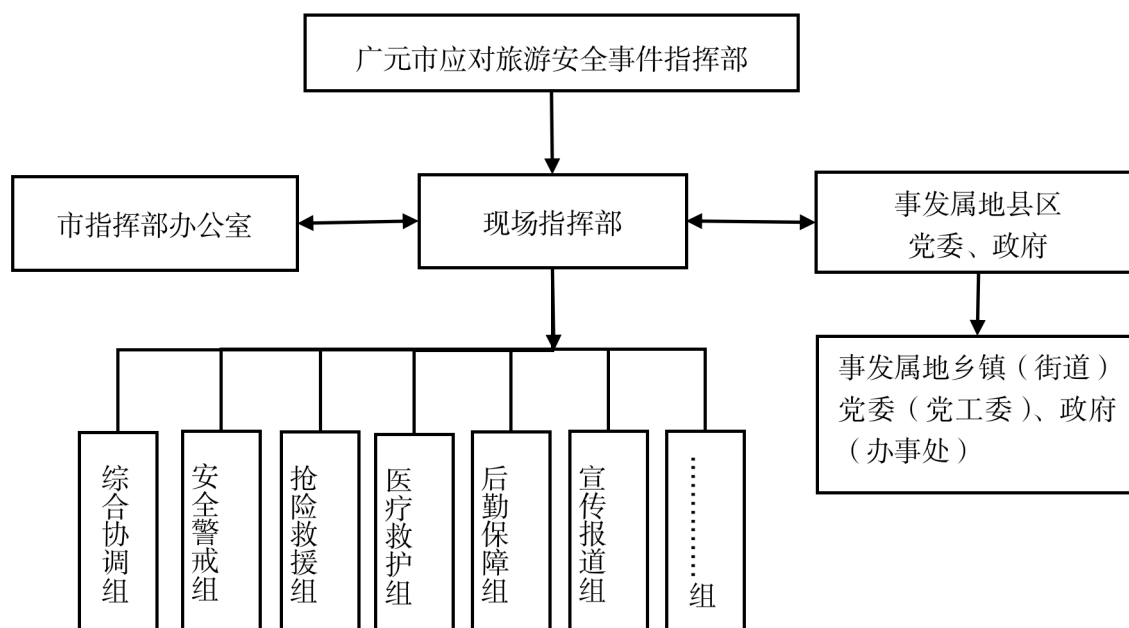 广元市应对旅游安全事件指挥部
市指挥部办公室
现场指挥部
事发属地县区
党委、政府
事发属地乡镇（街道）
党委（党工委）、政府
（办事处）
综合协调组
安全警戒组
抢险救援组
医疗救护组
后勤保障组
宣传报道组
…………组